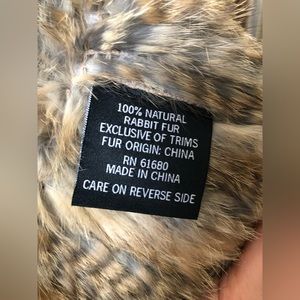 100% NATURAL
RABBIT FUR
EXCLUSIVE OF TRIMS
FUR ORIGIN: CHINA
RN 61680
MADE IN CHINA
CARE ON REVERSE SIDE